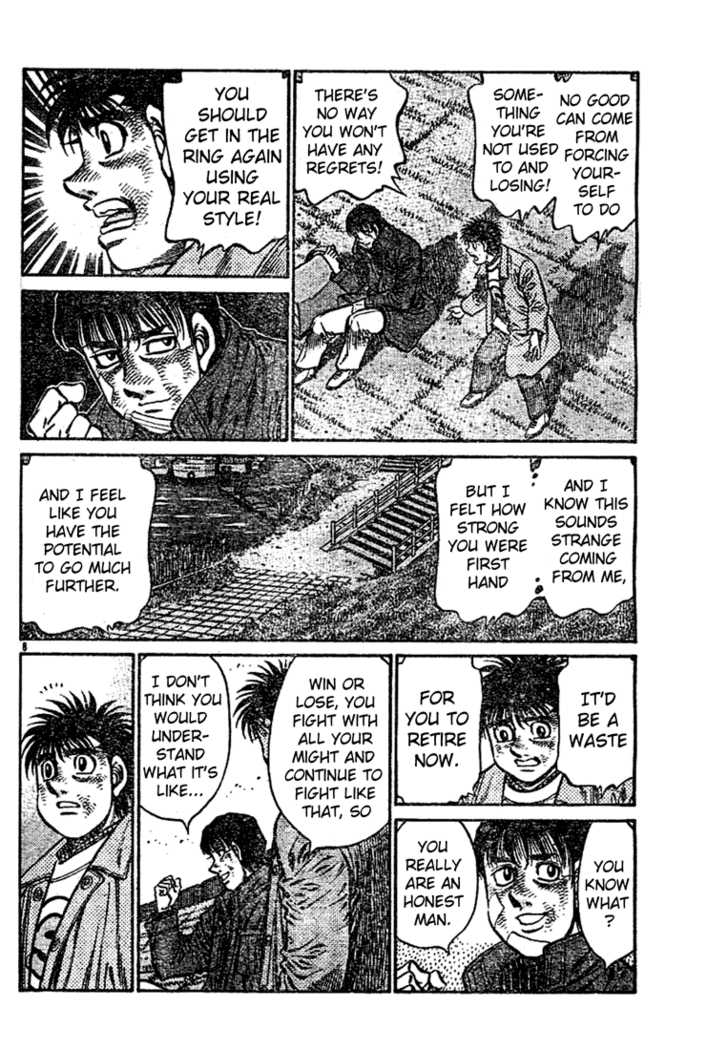 NO GOOD
CAN COME
FROM
FORCING
YOUR-
SELF
TO DO
SOME-
THING
YOU'RE
NOT USED
TO AND
LOSING!
THERE'S
NO WAY
YOU WON'T
HAVE ANY
REGRETS!
YOU
SHOULD
GET IN THE
RING AGAIN
USING
YOUR REAL
STYLE!
AND I
KNOW THIS
SOUNDS
STRANGE
COMING
FROM ME,
BUT I
FELT HOW
STRONG
YOU WERE
FIRST
HAND
AND I FEEL
LIKE YOU
HAVE THE
POTENTIAL
TO GO MUCH
FURTHER.
8
IT'D
BE A
WASTE
FOR
YOU TO
RETIRE
NOW.
YOU
KNOW
WHAT
?
YOU
REALLY
ARE AN
HONEST
MAN.
WIN OR
LOSE, YOU
FIGHT WITH
ALL YOUR
MIGHT AND
CONTINUE TO
FIGHT LIKE
THAT, SO
I DON'T
THINK YOU
WOULD
UNDER-
STAND
WHAT IT'S
LIKE...